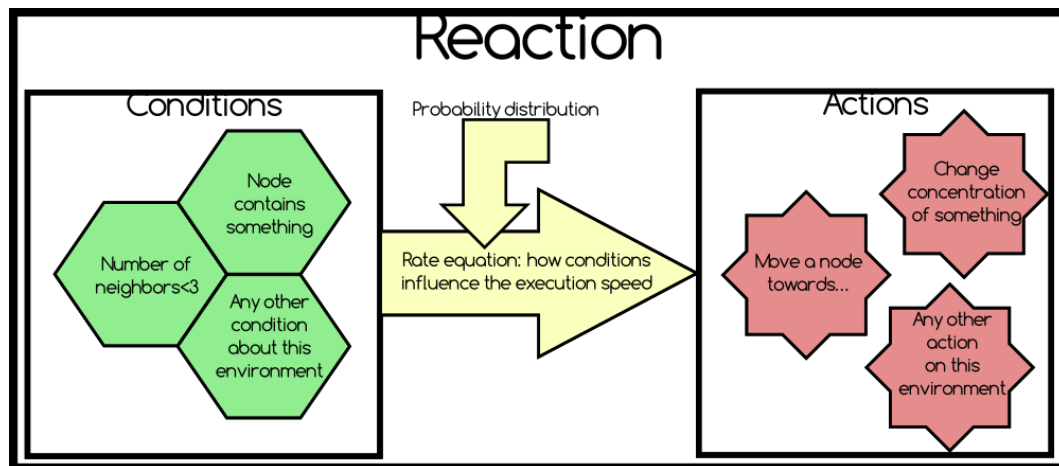 Reaction
Conditions
Node
contains
something
Number of
neighbors<3
Any other
condition
about this
environment
Probability distribution
Rate equation: how conditions
influence the execution speed
Actions
Change
concentration
of something
Move a node
towards...
Any other
action
on this
environment